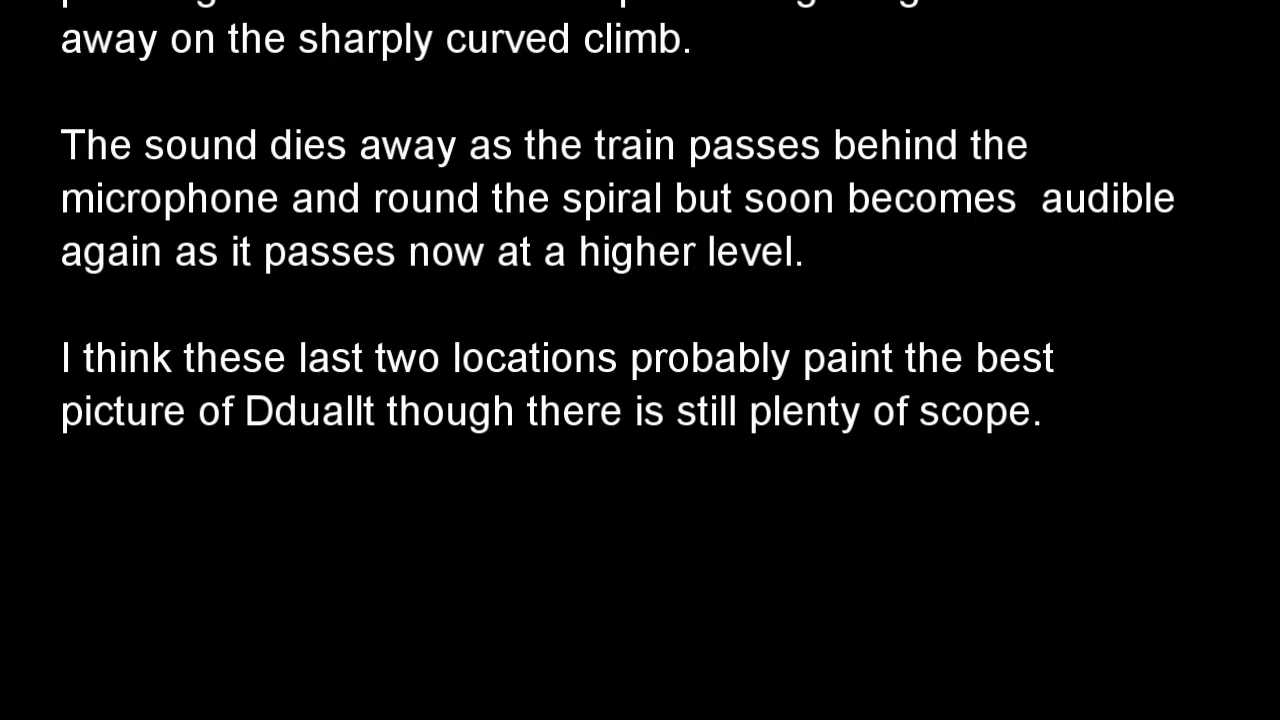 away on the sharply curved climb.
The sound dies away as the train passes behind the
microphone and round the spiral but soon becomes  audible
again as it passes now at a higher level.
I think these last two locations probably paint the best
picture of Dduallt though there is still plenty of scope.